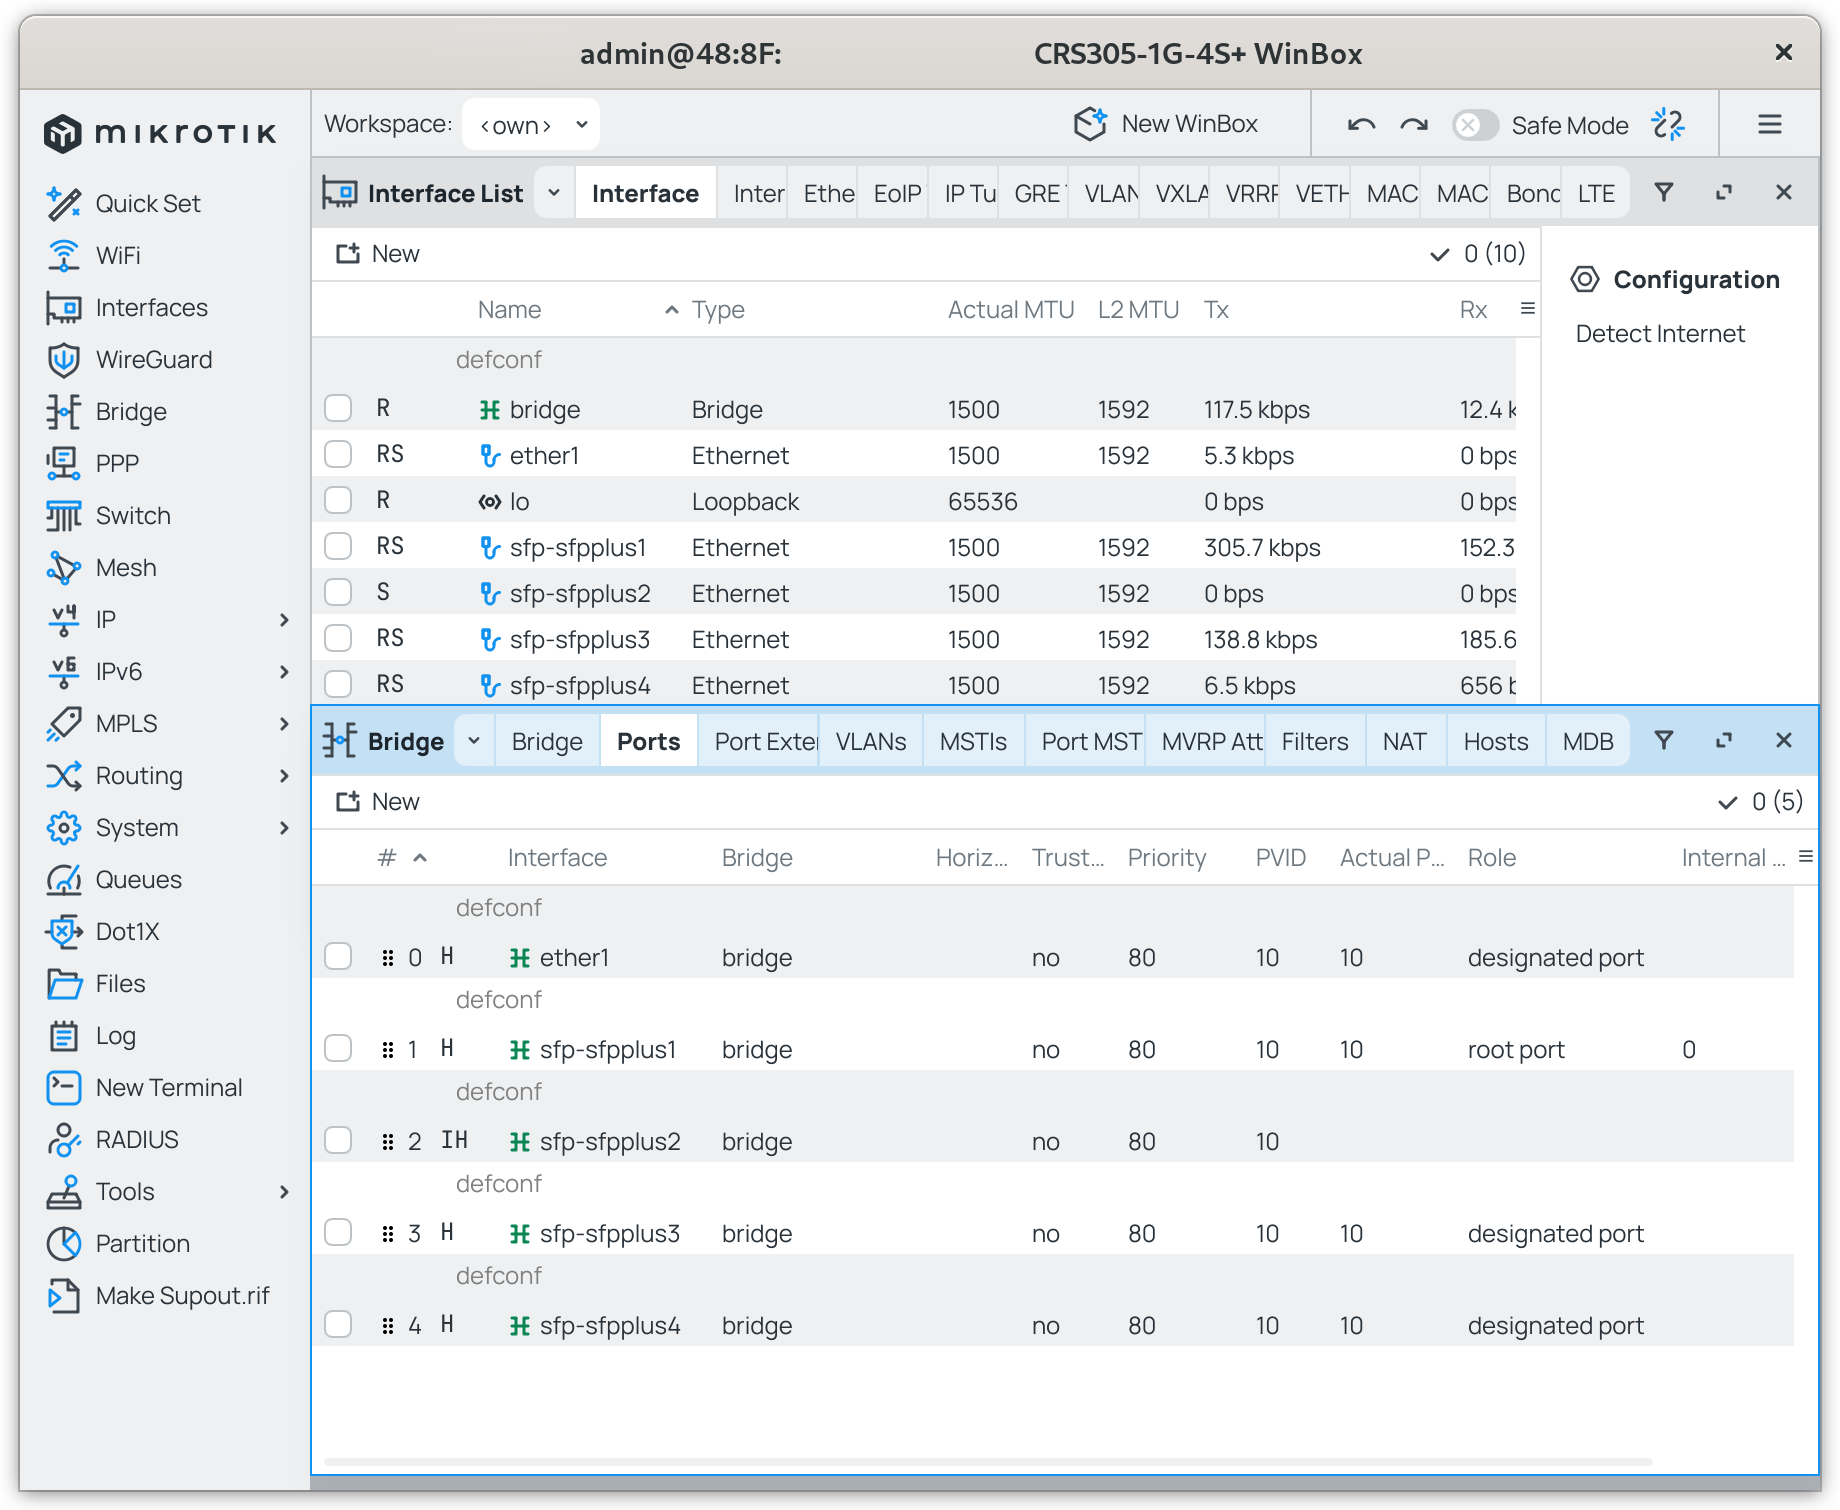 admin@48:8F: CRS305-1G-4S+ WinBox
mikrotik
Workspace: <own> New WinBox Safe Mode
Quick Set
WiFi
Interfaces
WireGuard
Bridge
PPP
Switch
Mesh
v4 IP
v6 IPv6
MPLS
Routing
System
Queues
Dot1X
Files
Log
New Terminal
RADIUS
Tools
Partition
Make Supout.rif
Interface List Interface Inter Ethe EoIP IP Tu GRE VLAN VXLA VRRF VETH MAC MAC Bond LTE
New 0 (10)
Name Type Actual MTU L2 MTU Tx Rx
defconf
R bridge Bridge 1500 1592 117.5 kbps 12.4 k
RS ether1 Ethernet 1500 1592 5.3 kbps 0 bps
R lo Loopback 65536 0 bps 0 bps
RS sfp-sfpplus1 Ethernet 1500 1592 305.7 kbps 152.3
S sfp-sfpplus2 Ethernet 1500 1592 0 bps 0 bps
RS sfp-sfpplus3 Ethernet 1500 1592 138.8 kbps 185.6
RS sfp-sfpplus4 Ethernet 1500 1592 6.5 kbps 656 b
Configuration
Detect Internet
Bridge Bridge Ports Port Exter VLANs MSTIs Port MST MVRP Att Filters NAT Hosts MDB
New 0 (5)
# Interface Bridge Horiz... Trust... Priority PVID Actual P... Role Internal ...
defconf
0 H ether1 bridge no 80 10 10 designated port
defconf
1 H sfp-sfpplus1 bridge no 80 10 10 root port 0
defconf
2 IH sfp-sfpplus2 bridge no 80 10
defconf
3 H sfp-sfpplus3 bridge no 80 10 10 designated port
defconf
4 H sfp-sfpplus4 bridge no 80 10 10 designated port